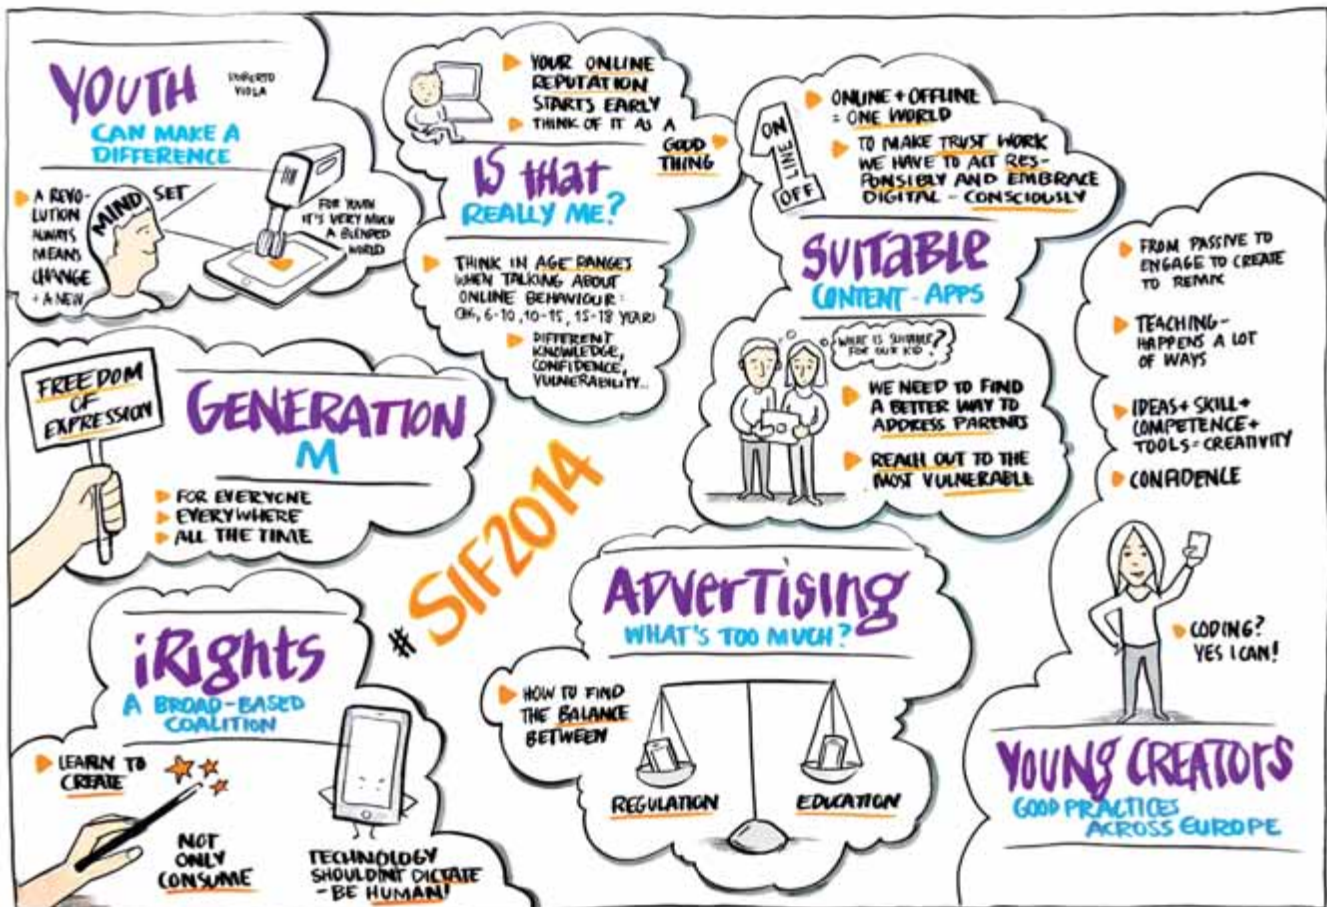 YOUTH
ROBERTO
VIOLA
CAN MAKE A
DIFFERENCE
A REVO-
LUTION
ALWAYS
MEANS
CHANGE
+ A NEW
MIND SET
FOR YOUTH
IT'S VERY MUCH
A BLENDED
WORLD
YOUR ONLINE
REPUTATION
STARTS EARLY
THINK OF IT AS A
GOOD
THING
IS that
REALLY ME?
THINK IN AGE RANGES
WHEN TALKING ABOUT
ONLINE BEHAVIOUR:
6, 6-10, 10-15, 15-18 YEAR)
DIFFERENT
KNOWLEDGE,
CONFIDENCE,
VULNERABILITY...
ON
LINE
OFF
ONLINE + OFFLINE
= ONE WORLD
TO MAKE TRUST WORK
WE HAVE TO ACT RES-
PONSIBLY AND EMBRACE
DIGITAL - CONSCIOUSLY
SUITABLE
CONTENT - APPS
WHAT IS SUITABLE
FOR OUR KID?
WE NEED TO FIND
A BETTER WAY TO
ADDRESS PARENTS
REACH OUT TO THE
MOST VULNERABLE
FROM PASSIVE TO
ENGAGE TO CREATE
TO REMIX
TEACHING -
HAPPENS A LOT
OF WAYS
IDEAS + SKILL +
COMPETENCE +
TOOLS = CREATIVITY
CONFIDENCE
CODING?
YES I CAN!
YOUNG CREATORS
GOOD PRACTICES
ACROSS EUROPE
FREEDOM
OF
EXPRESSION
GENERATION
M
FOR EVERYONE
EVERYWHERE
ALL THE TIME
#SIF2014
iRights
A BROAD-BASED
COALITION
LEARN TO
CREATE
NOT
ONLY
CONSUME
TECHNOLOGY
SHOULDN'T DICTATE
- BE HUMAN!
ADVERTISING
WHAT'S TOO MUCH?
HOW TO FIND
THE BALANCE
BETWEEN
REGULATION
EDUCATION